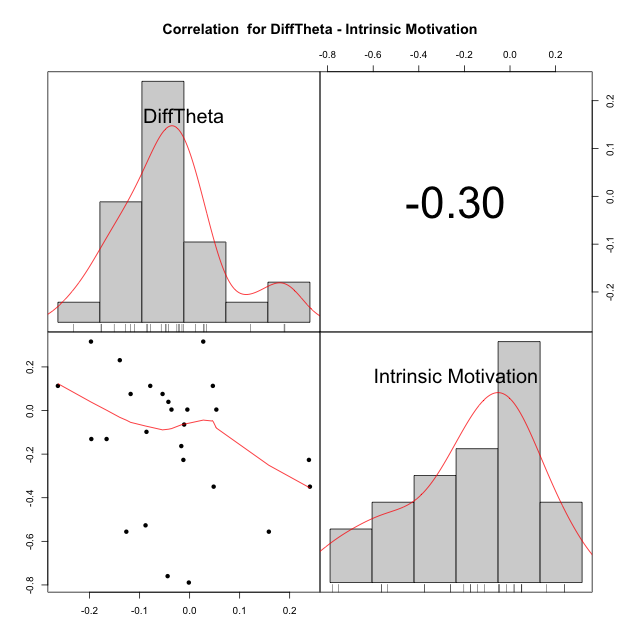 Correlation for DiffTheta - Intrinsic Motivation
-0.8 -0.6 -0.4 -0.2 0.0 0.2
DiffTheta
-0.30
0.2
0.1
0.0
-0.1
-0.2
Intrinsic Motivation
0.2
0.0
-0.2
-0.4
-0.6
-0.8
-0.2 -0.1 0.0 0.1 0.2